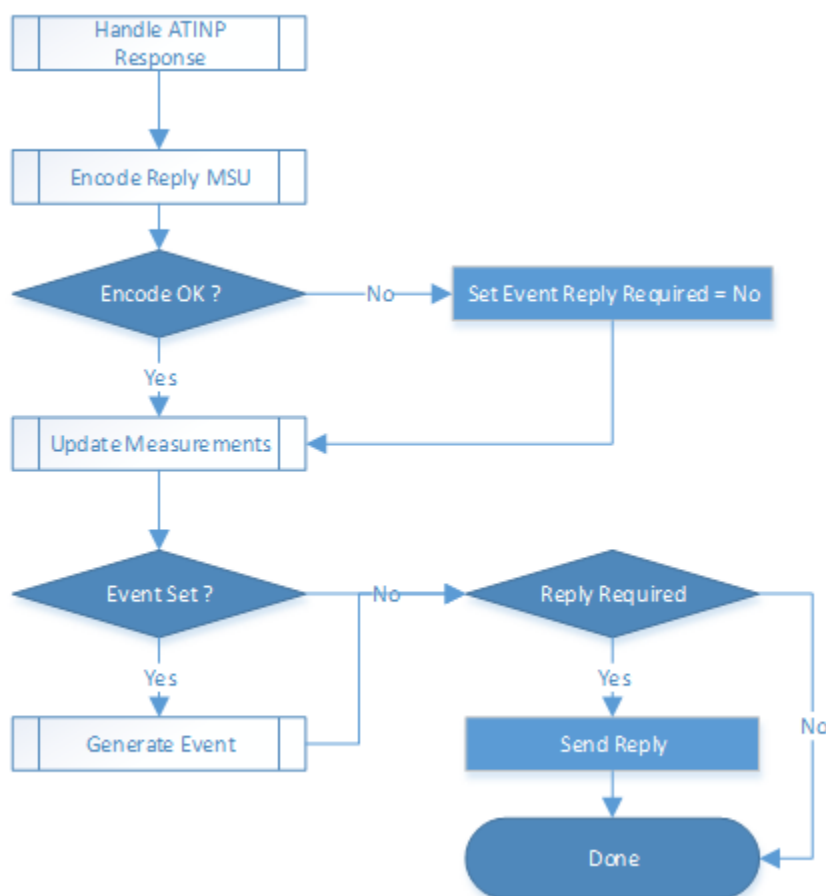 Handle ATINP
Response
Encode Reply MSU
Encode OK ?
No
Set Event Reply Required = No
Yes
Update Measurements
Event Set ?
No
Reply Required
Yes
Yes
No
Generate Event
Send Reply
Done